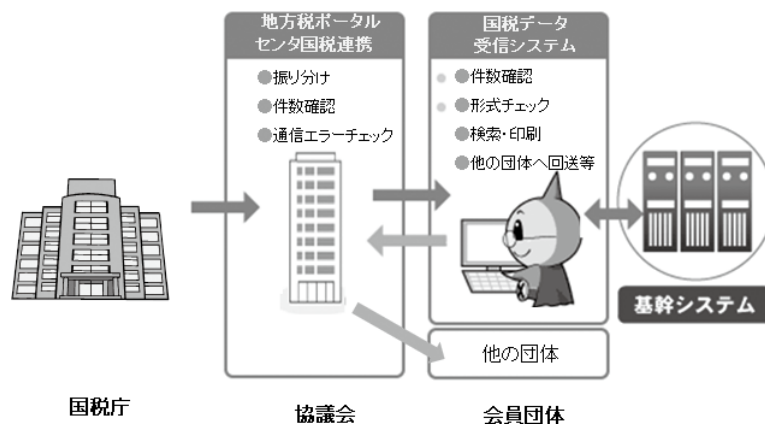 地方税ポータル
センタ国税連携
●振り分け
●件数確認
●通信エラーチェック
国税データ
受信システム
●件数確認
●形式チェック
●検索・印刷
●他の団体へ回送等
基幹システム
他の団体
国税庁
協議会
会員団体